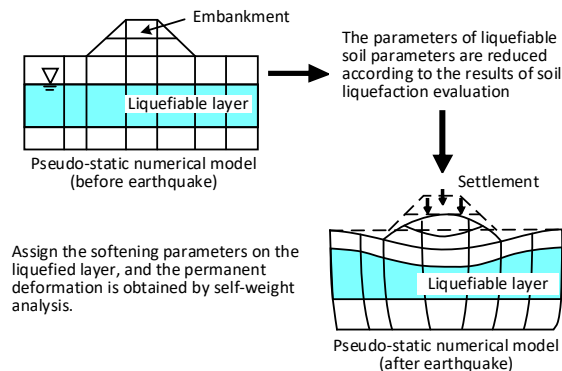 Embankment
Liquefiable layer
Pseudo-static numerical model
(before earthquake)
The parameters of liquefiable
soil parameters are reduced
according to the results of soil
liquefaction evaluation
Settlement
Assign the softening parameters on the
liquefied layer, and the permanent
deformation is obtained by self-weight
analysis.
Liquefiable layer
Pseudo-static numerical model
(after earthquake)